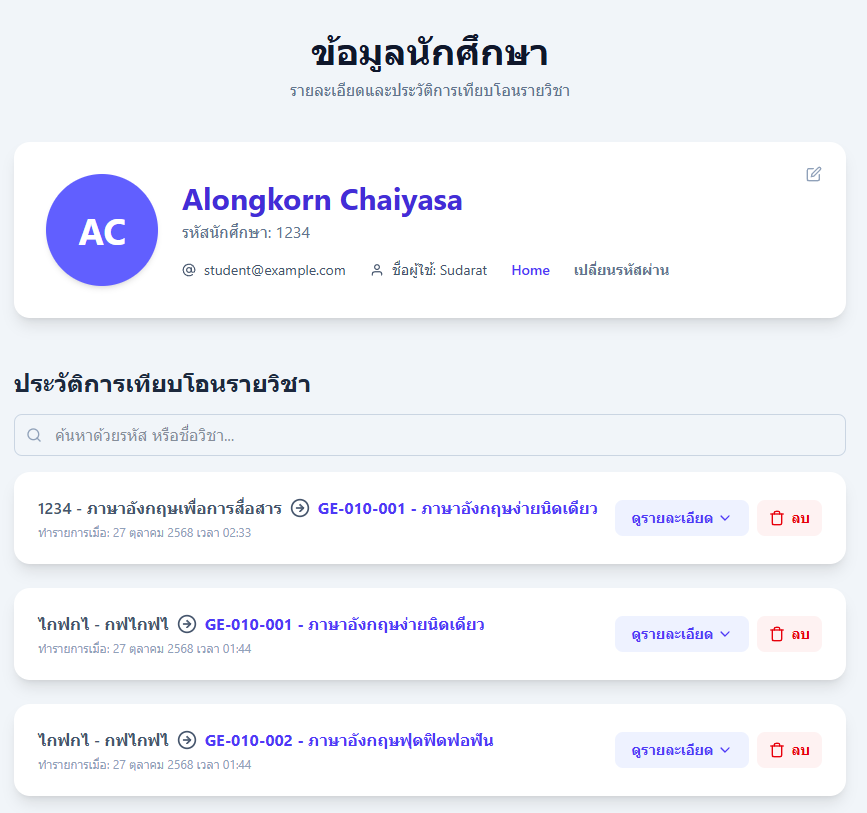 ข้อมูลนักศึกษา
รายละเอียดและประวัติการเทียบโอนรายวิชา
AC
Alongkorn Chaiyasa
รหัสนักศึกษา: 1234
student@example.com ชื่อผู้ใช้: Sudarat Home เปลี่ยนรหัสผ่าน
ประวัติการเทียบโอนรายวิชา
ค้นหาด้วยรหัส หรือชื่อวิชา...
1234 - ภาษาอังกฤษเพื่อการสื่อสาร GE-010-001 - ภาษาอังกฤษง่ายนิดเดียว
ทำรายการเมื่อ: 27 ตุลาคม 2568 เวลา 02:33
ดูรายละเอียด ลบ
ไกฟกไ - กฟไกฟไ GE-010-001 - ภาษาอังกฤษง่ายนิดเดียว
ทำรายการเมื่อ: 27 ตุลาคม 2568 เวลา 01:44
ดูรายละเอียด ลบ
ไกฟกไ - กฟไกฟไ GE-010-002 - ภาษาอังกฤษฟุดฟิดฟอฟัน
ทำรายการเมื่อ: 27 ตุลาคม 2568 เวลา 01:44
ดูรายละเอียด ลบ